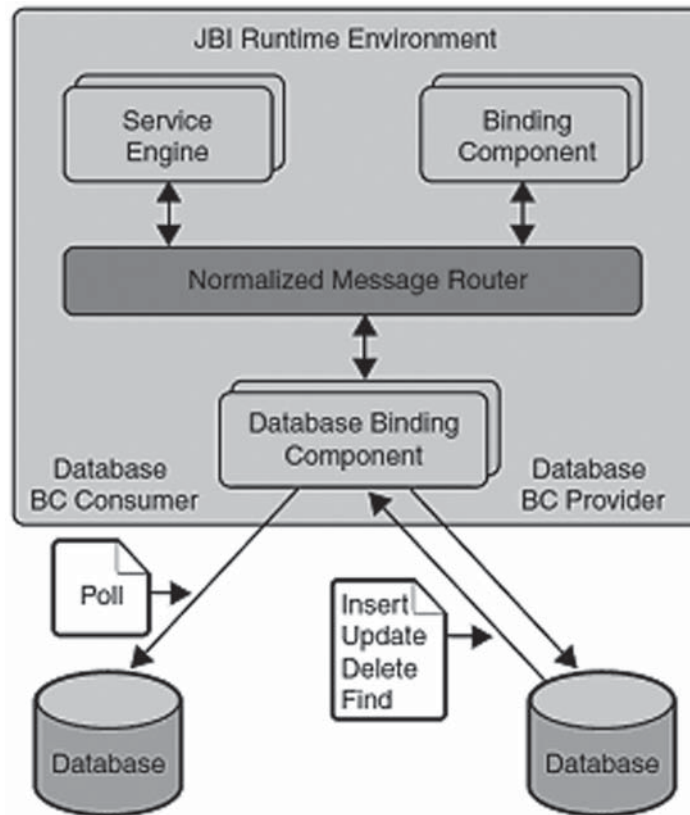 JBI Runtime Environment
Service
Engine
Binding
Component
Normalized Message Router
Database Binding
Component
Database
BC Consumer
Database
BC Provider
Poll
Insert
Update
Delete
Find
Database
Database